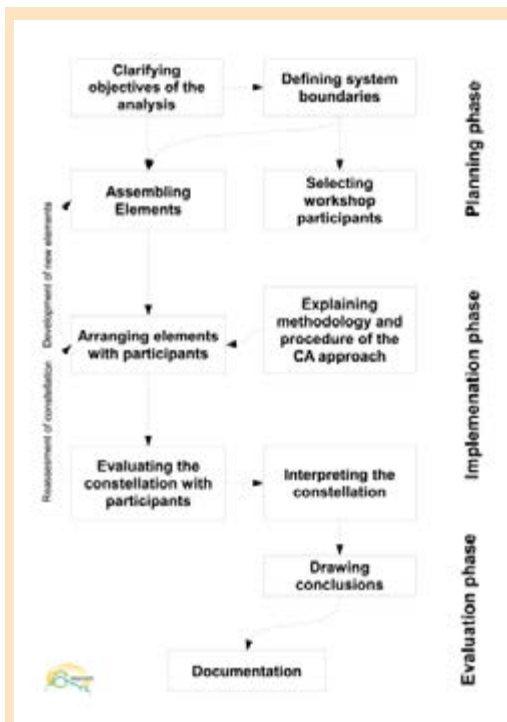 Clarifying
objectives of the
analysis
Defining system
boundaries
Planning phase
Assembling
Elements
Selecting
workshop
participants
Development of new elements
Arranging elements
with participants
Explaining
methodology and
procedure of the
CA approach
Implemenation phase
Reassessment of constellation
Evaluating the
constellation with
participants
Interpreting the
constellation
Drawing
conclusions
Evaluation phase
Documentation